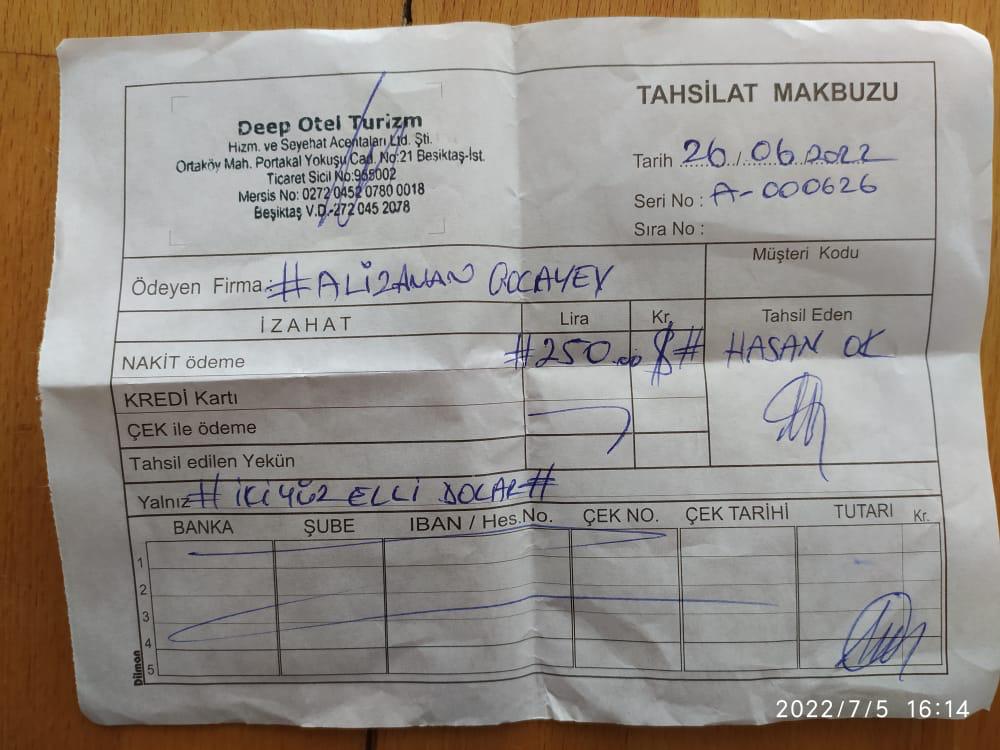 Deep Otel Turizm
Hizm. ve Seyehat Acentaları Ltd. Şti.
Ortaköy Mah. Portakal Yokuşu Cad. No:21 Beşiktaş-İst.
Ticaret Sicil No:965002
Mersis No: 0272 0452 0780 0018
Beşiktaş V.D.-272 045 2078
TAHSİLAT MAKBUZU
Tarih 26/06.2022
Seri No : A-000626
Sıra No :
Ödeyen Firma: #ALİZAMAN QOCAYEV
Müşteri Kodu
İZAHAT Lira Kr. Tahsil Eden
NAKİT ödeme #250.00 $# HASAN OK
KREDİ Kartı
ÇEK ile ödeme
Tahsil edilen Yekün
Yalnız #İKİYÜZ ELLİ DOLAR#
BANKA ŞUBE IBAN / Hes.No. ÇEK NO. ÇEK TARİHİ TUTARI Kr.
1
2
3
4
5
Dilman
2022/7/5 16:14